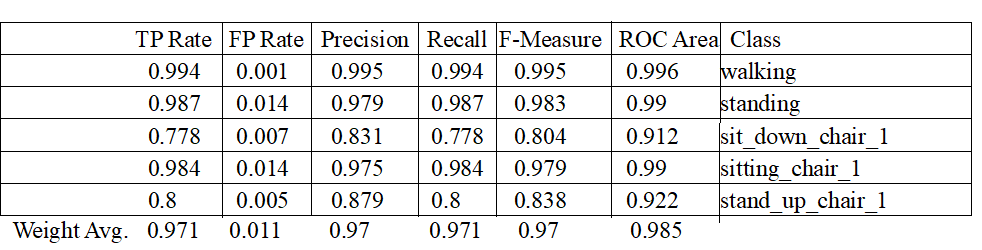 TP Rate FP Rate Precision Recall F-Measure ROC Area Class
0.994 0.001 0.995 0.994 0.995 0.996 walking
0.987 0.014 0.979 0.987 0.983 0.99 standing
0.778 0.007 0.831 0.778 0.804 0.912 sit_down_chair_1
0.984 0.014 0.975 0.984 0.979 0.99 sitting_chair_1
0.8 0.005 0.879 0.8 0.838 0.922 stand_up_chair_1
Weight Avg. 0.971 0.011 0.97 0.971 0.97 0.985